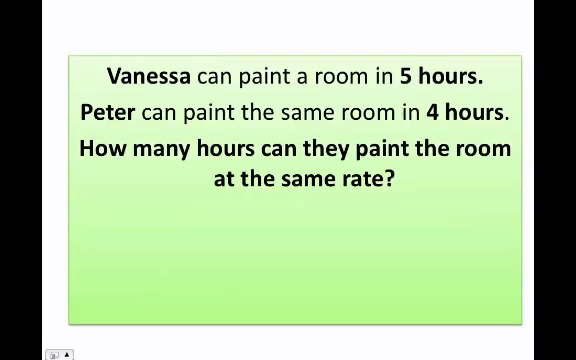 Vanessa can paint a room in 5 hours.
Peter can paint the same room in 4 hours.
How many hours can they paint the room
at the same rate?